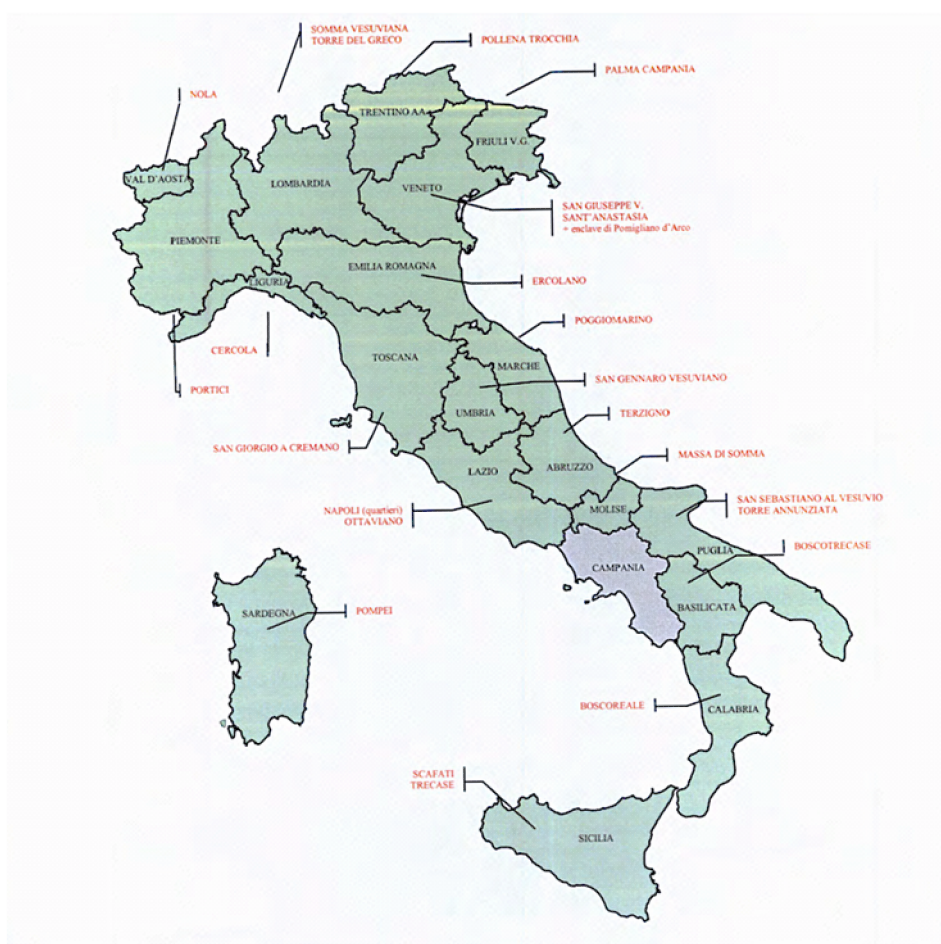 SOMMA VESUVIANA
TORRE DEL GRECO
POLLENA TROCCHIA
PALMA CAMPANIA
NOLA
TRENTINO AA.
FRIULI V.G.
VAL D'AOSTA
LOMBARDIA
VENETO
SAN GIUSEPPE V.
SANT'ANASTASIA
+ enclave di Pomigliano d'Arco
PIEMONTE
EMILIA ROMAGNA
LIGURIA
ERCOLANO
POGGIOMARINO
CERCOLA
TOSCANA
MARCHE
SAN GENNARO VESUVIANO
PORTICI
UMBRIA
TERZIGNO
SAN GIORGIO A CREMANO
MASSA DI SOMMA
LAZIO
ABRUZZO
SAN SEBASTIANO AL VESUVIO
TORRE ANNUNZIATA
NAPOLI (quartieri)
OTTAVIANO
MOLISE
BOSCOTRECASE
PUGLIA
CAMPANIA
BASILICATA
SARDEGNA
POMPEI
BOSCOREALE
CALABRIA
SCAFATI
TRECASE
SICILIA